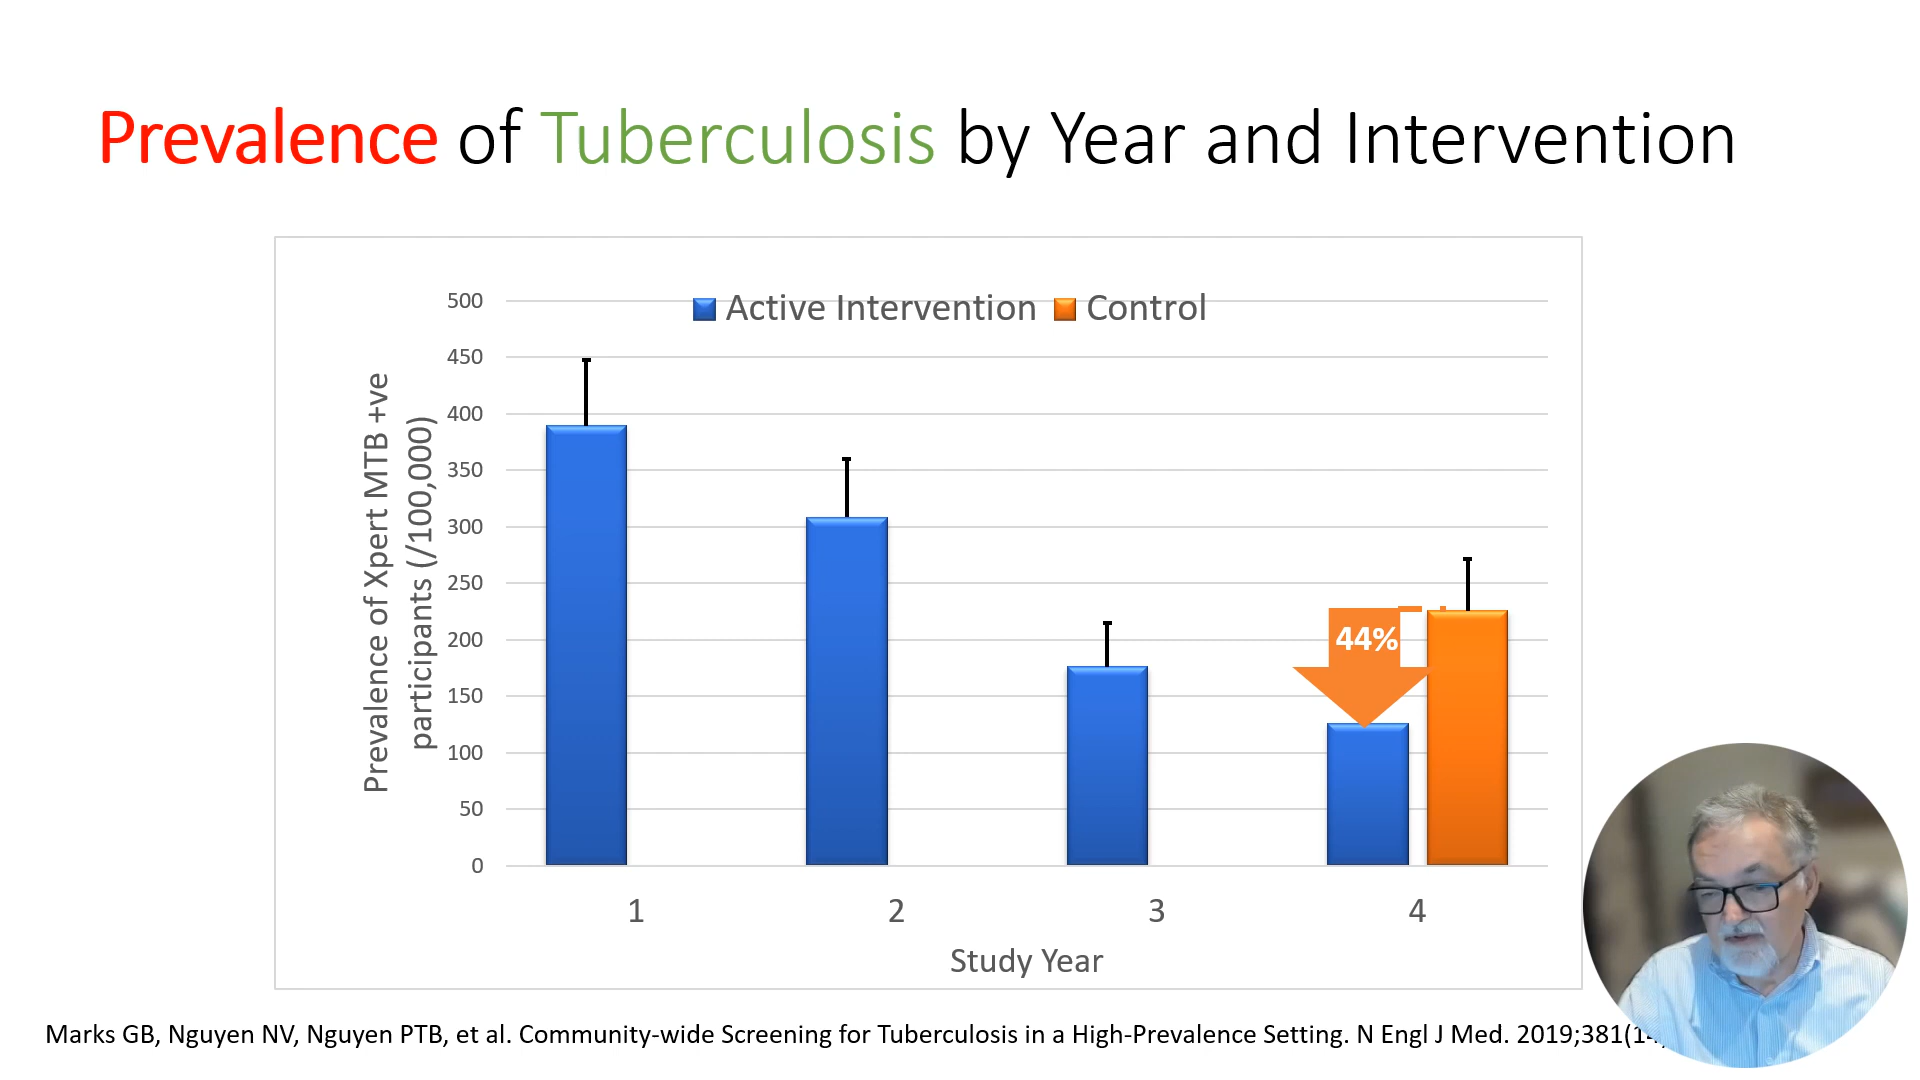 Prevalence of Tuberculosis by Year and Intervention
Active Intervention Control
500
450
400
350
300
250
200
150
100
50
0
Prevalence of Xpert MTB +ve
participants (/100,000)
44%
1 2 3 4
Study Year
Marks GB, Nguyen NV, Nguyen PTB, et al. Community-wide Screening for Tuberculosis in a High-Prevalence Setting. N Engl J Med. 2019;381(14)